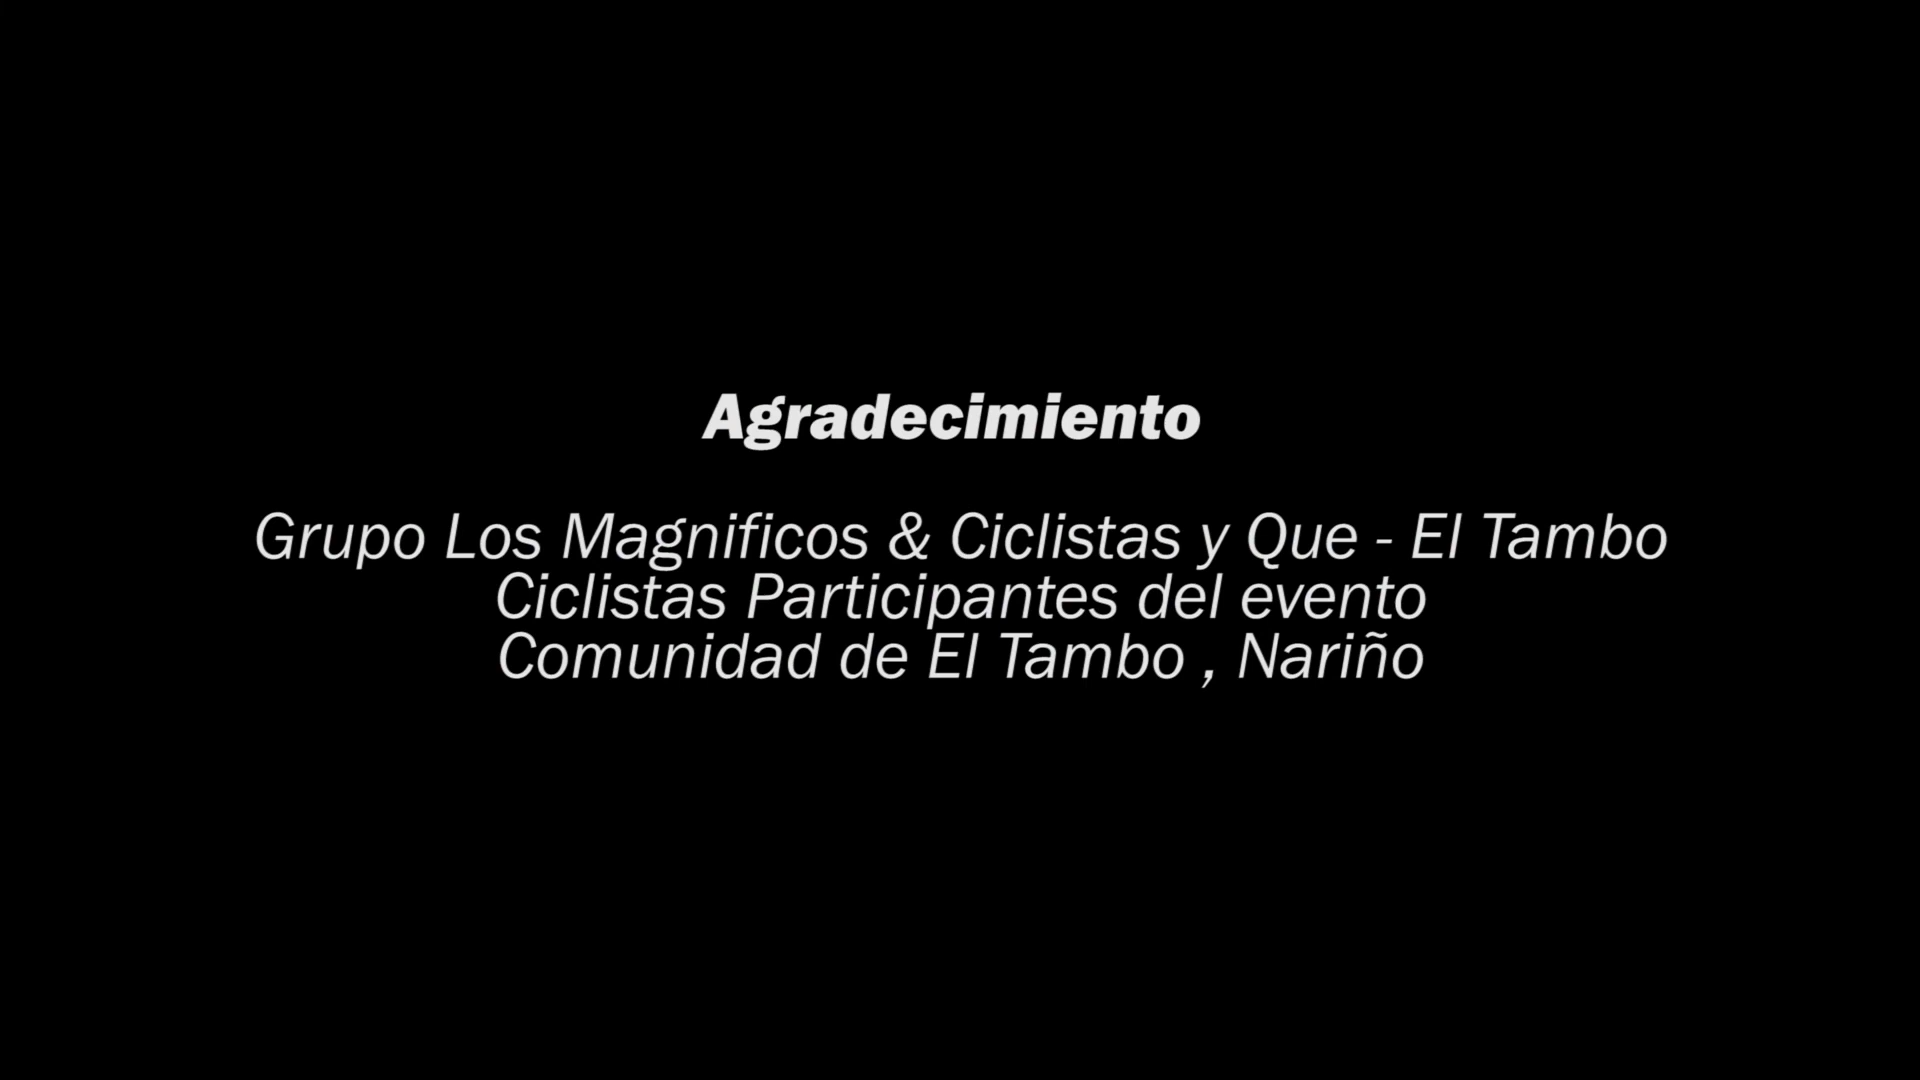 Agradecimiento
Grupo Los Magnificos & Ciclistas y Que - El Tambo
Ciclistas Participantes del evento
Comunidad de El Tambo , Nariño